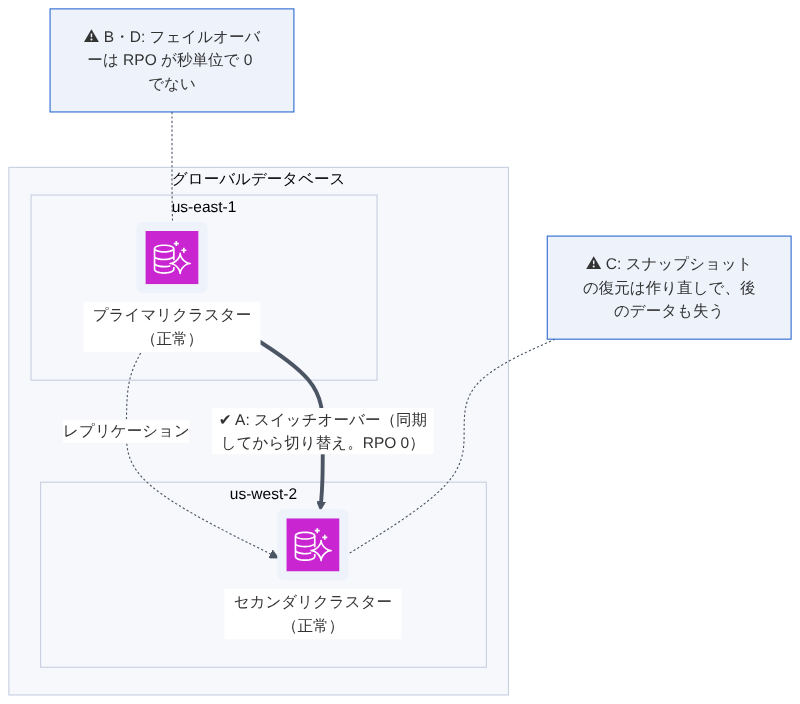 ⚠ B・D: フェイルオーバ
ーは RPO が秒単位で 0
でない
グローバルデータベース
us-east-1
プライマリクラスター
（正常）
⚠ C: スナップショット
の復元は作り直しで、後
のデータも失う
レプリケーション
✔ A: スイッチオーバー（同期
してから切り替え。RPO 0）
us-west-2
セカンダリクラスター
（正常）